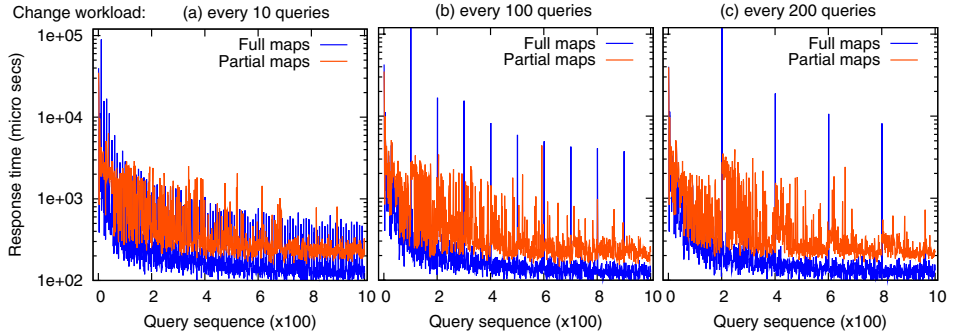 Change workload: (a) every 10 queries (b) every 100 queries (c) every 200 queries
Response time (micro secs)
1e+05
1e+04
1e+03
1e+02
Full maps
Partial maps
0 2 4 6 8 10
Query sequence (x100)
Full maps
Partial maps
0 2 4 6 8 10
Query sequence (x100)
Full maps
Partial maps
0 2 4 6 8 10
Query sequence (x100)